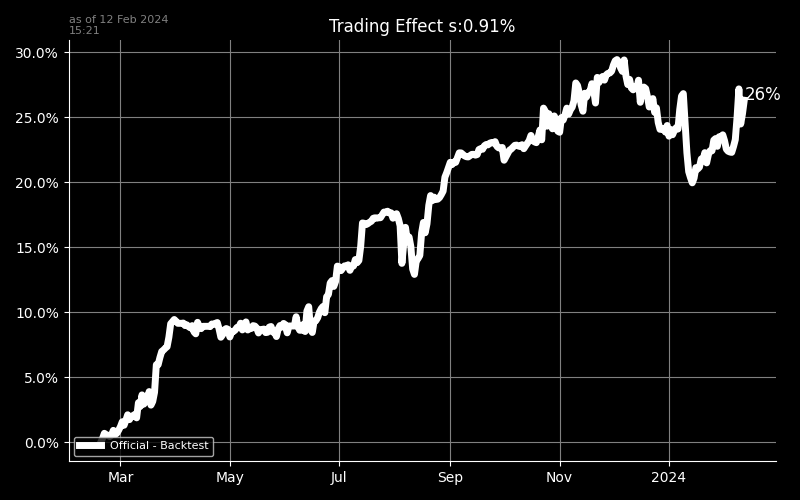 as of 12 Feb 2024
15:21
Trading Effect s:0.91%
30.0%
25.0%
20.0%
15.0%
10.0%
5.0%
0.0%
26%
Official - Backtest
Mar May Jul Sep Nov 2024